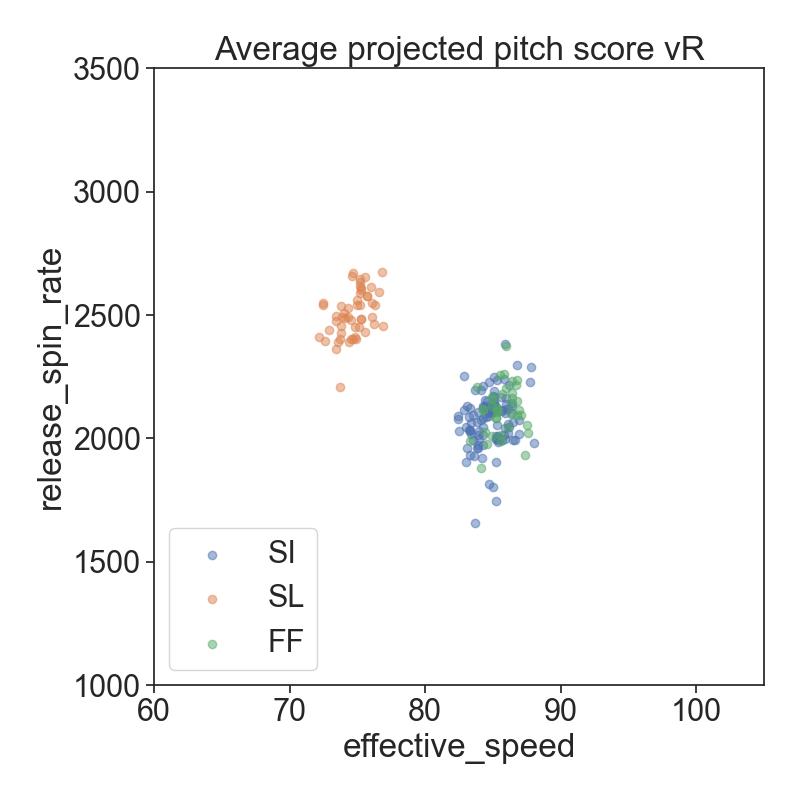 Average projected pitch score vR
3500
3000
2500
2000
1500
1000
release_spin_rate
SI
SL
FF
60 70 80 90 100
effective_speed